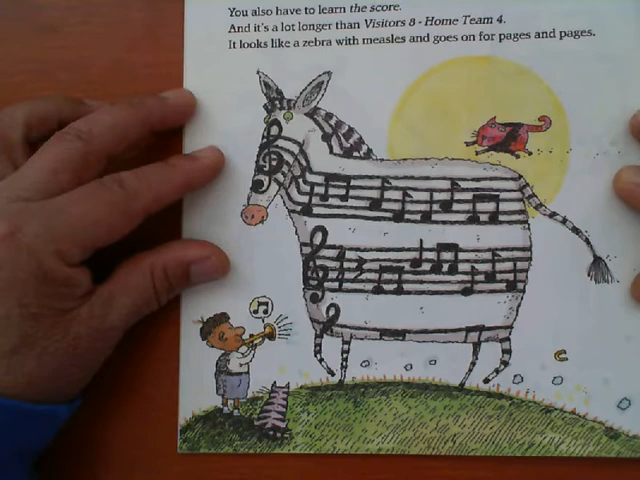 You also have to learn the score.
And it's a lot longer than Visitors 8 - Home Team 4.
It looks like a zebra with measles and goes on for pages and pages.